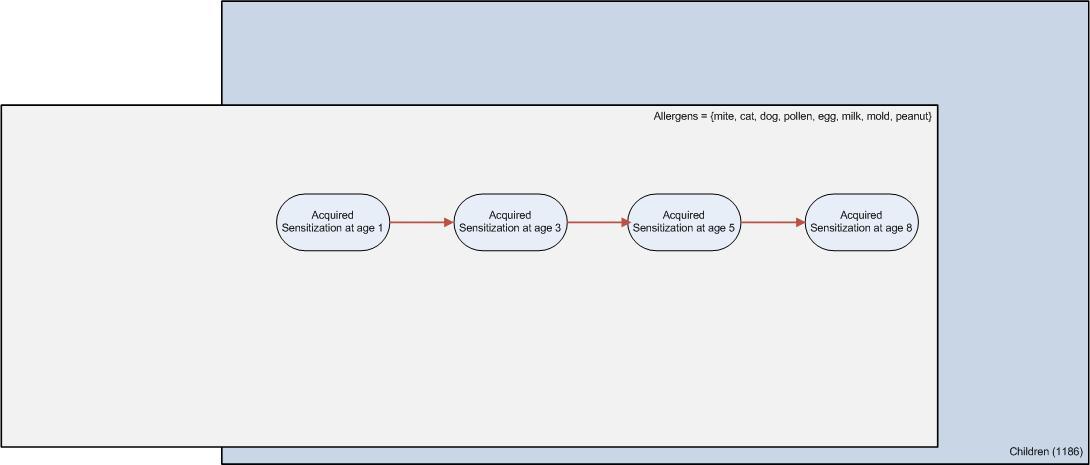 Allergens = {mite, cat, dog, pollen, egg, milk, mold, peanut}
Acquired
Sensitization at age 1
Acquired
Sensitization at age 3
Acquired
Sensitization at age 5
Acquired
Sensitization at age 8
Children (1186)